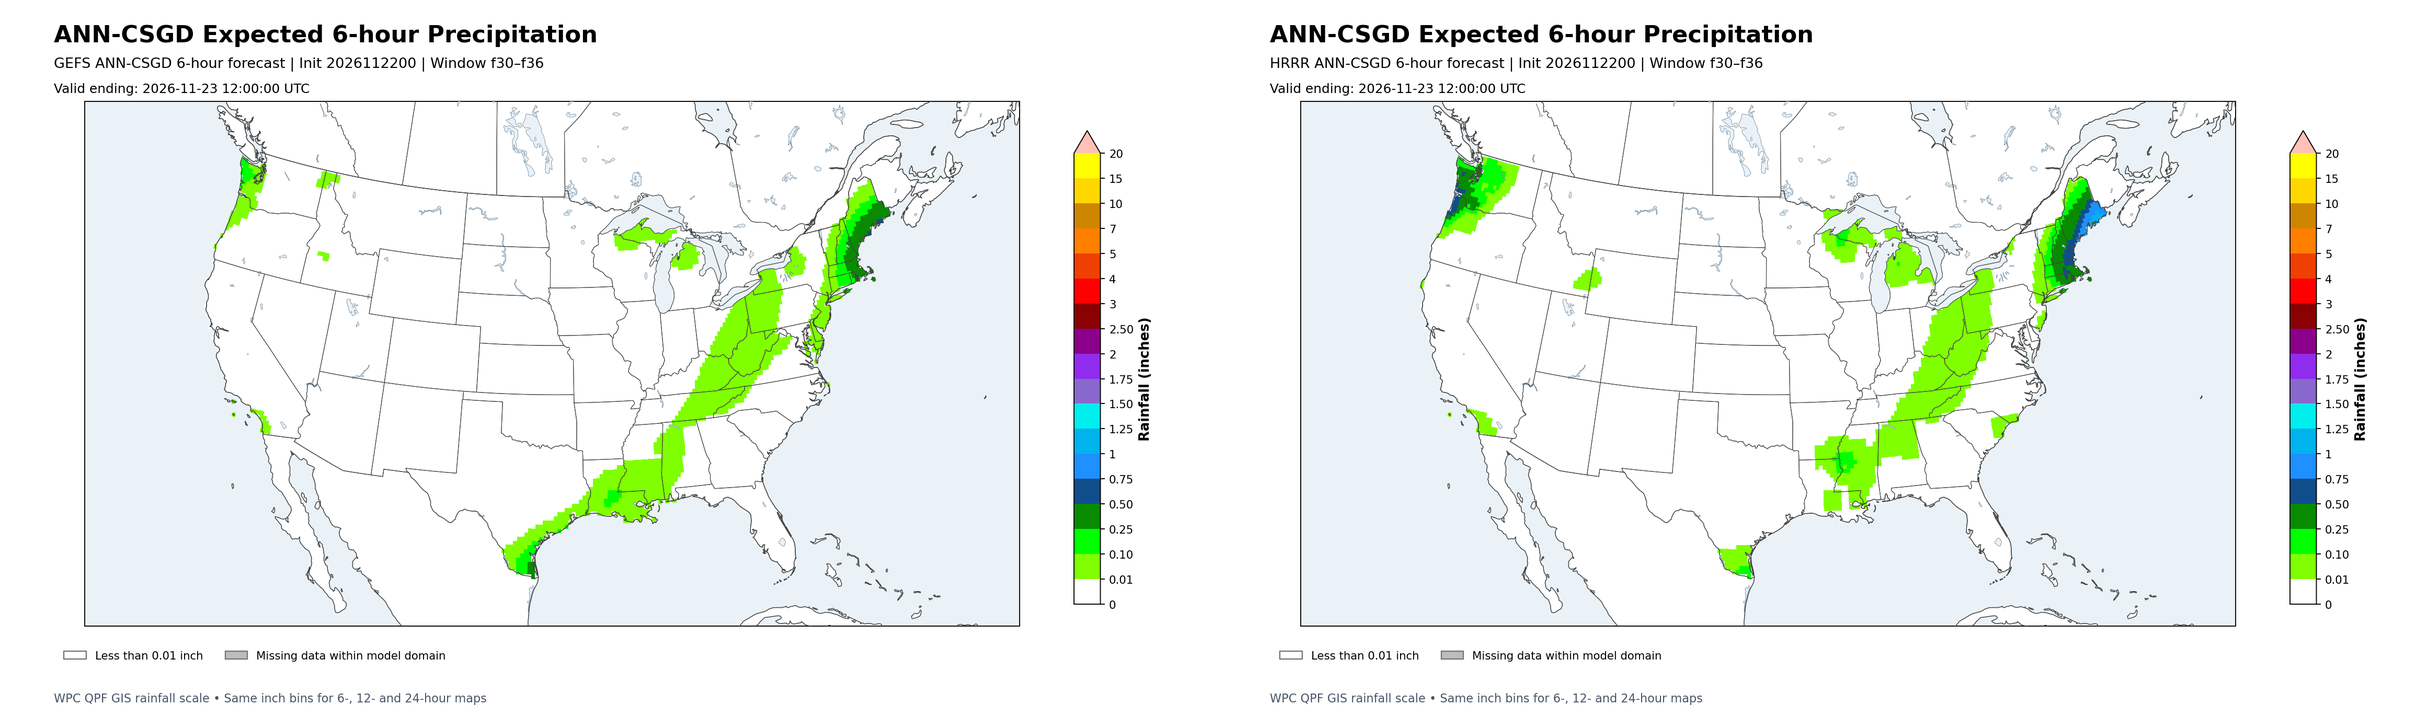 ANN-CSGD Expected 6-hour Precipitation
GEFS ANN-CSGD 6-hour forecast | Init 2026112200 | Window f30–f36
Valid ending: 2026-11-23 12:00:00 UTC
20
15
10
7
5
4
3
2.50
2
1.75
1.50
1.25
1
0.75
0.50
0.25
0.10
0.01
0
Rainfall (inches)
Less than 0.01 inch
Missing data within model domain
WPC QPF GIS rainfall scale • Same inch bins for 6-, 12- and 24-hour maps
ANN-CSGD Expected 6-hour Precipitation
HRRR ANN-CSGD 6-hour forecast | Init 2026112200 | Window f30–f36
Valid ending: 2026-11-23 12:00:00 UTC
20
15
10
7
5
4
3
2.50
2
1.75
1.50
1.25
1
0.75
0.50
0.25
0.10
0.01
0
Rainfall (inches)
Less than 0.01 inch
Missing data within model domain
WPC QPF GIS rainfall scale • Same inch bins for 6-, 12- and 24-hour maps